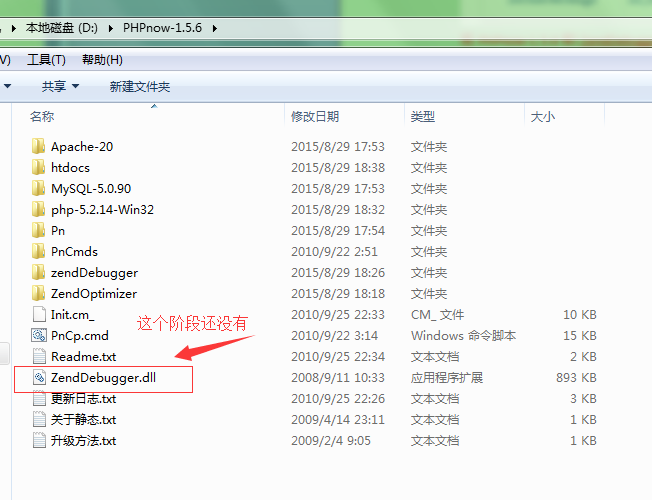 本地磁盘 (D:) ▸ PHPnow-1.5.6 ▸
V) 工具(T) 帮助(H)
共享 新建文件夹
名称 修改日期 类型 大小
Apache-20 2015/8/29 17:53 文件夹
htdocs 2015/8/29 18:38 文件夹
MySQL-5.0.90 2015/8/29 17:53 文件夹
php-5.2.14-Win32 2015/8/29 18:32 文件夹
Pn 2015/8/29 17:54 文件夹
PnCmds 2010/9/22 2:51 文件夹
zendDebugger 2015/8/29 18:26 文件夹
ZendOptimizer 2015/8/29 18:18 文件夹
Init.cm_ 2010/9/25 22:33 CM_ 文件 10 KB
这个阶段还没有
PnCp.cmd 2010/9/22 3:14 Windows 命令脚本 15 KB
Readme.txt 2010/9/25 22:34 文本文档 2 KB
ZendDebugger.dll 2008/9/11 10:33 应用程序扩展 893 KB
更新日志.txt 2010/9/25 22:26 文本文档 3 KB
关于静态.txt 2009/4/14 23:11 文本文档 1 KB
升级方法.txt 2009/2/4 9:05 文本文档 1 KB